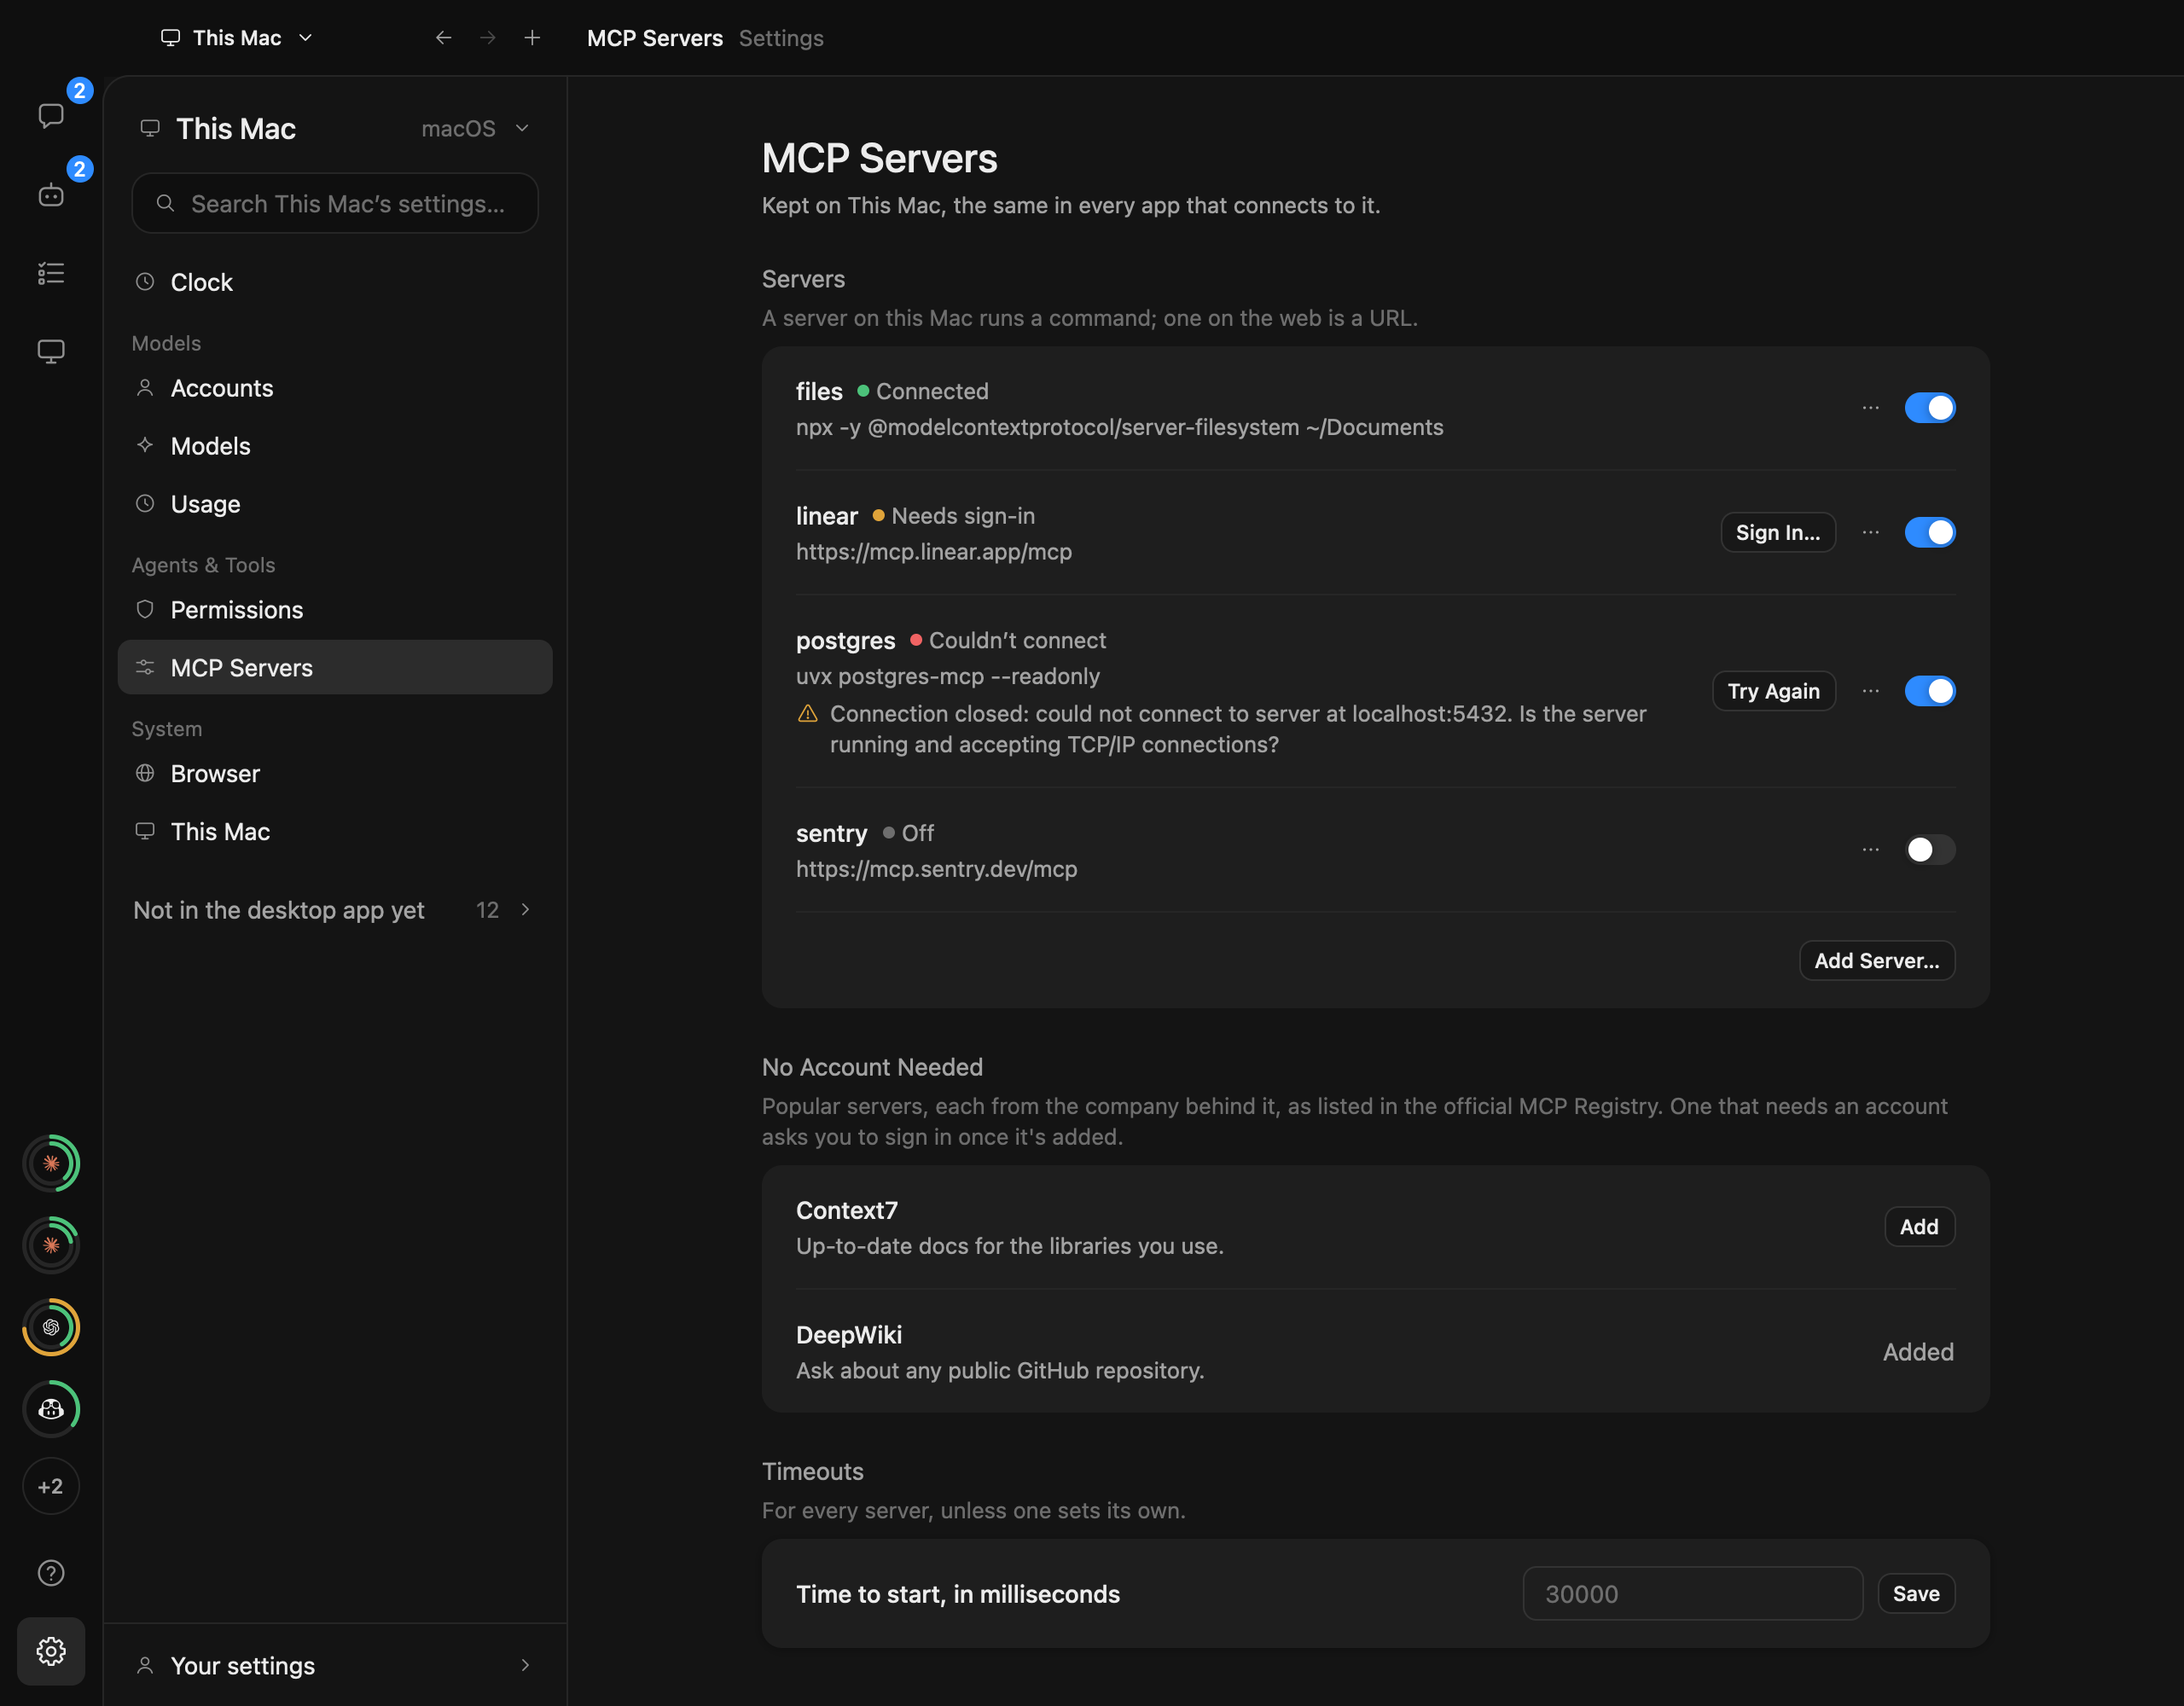 This Mac
MCP Servers Settings
2
2
This Mac macOS
Search This Mac’s settings...
Clock
Models
Accounts
Models
Usage
Agents & Tools
Permissions
MCP Servers
System
Browser
This Mac
Not in the desktop app yet 12
+2
Your settings
MCP Servers
Kept on This Mac, the same in every app that connects to it.
Servers
A server on this Mac runs a command; one on the web is a URL.
files Connected
npx -y @modelcontextprotocol/server-filesystem ~/Documents
linear Needs sign-in
https://mcp.linear.app/mcp
Sign In...
postgres Couldn’t connect
uvx postgres-mcp --readonly
Connection closed: could not connect to server at localhost:5432. Is the server
running and accepting TCP/IP connections?
Try Again
sentry Off
https://mcp.sentry.dev/mcp
Add Server...
No Account Needed
Popular servers, each from the company behind it, as listed in the official MCP Registry. One that needs an account
asks you to sign in once it's added.
Context7
Up-to-date docs for the libraries you use.
Add
DeepWiki
Ask about any public GitHub repository.
Added
Timeouts
For every server, unless one sets its own.
Time to start, in milliseconds
30000
Save